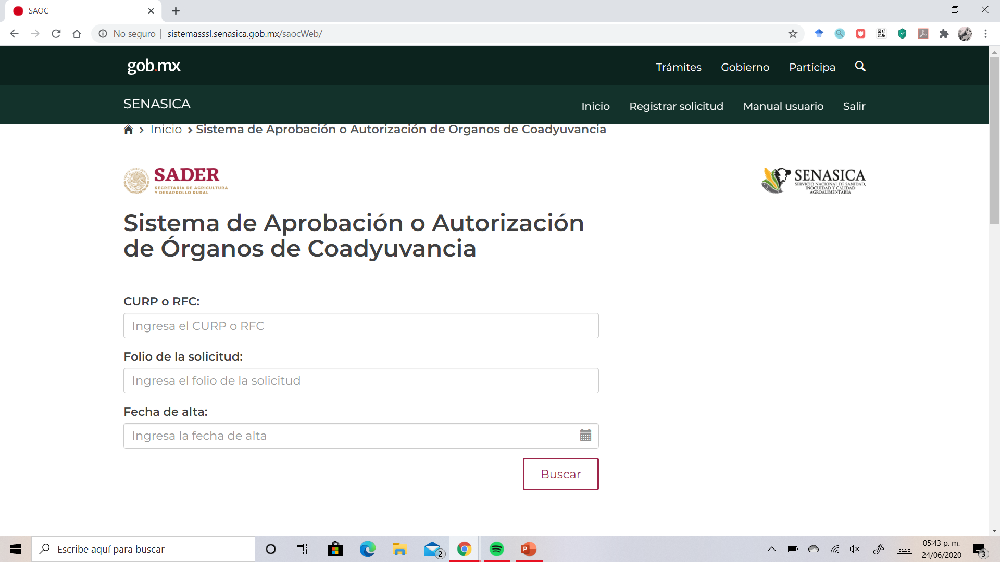 SAOC
No seguro | sistemasssl.senasica.gob.mx/saocWeb/
gob.mx
Trámites Gobierno Participa
SENASICA
Inicio Registrar solicitud Manual usuario Salir
Inicio > Sistema de Aprobación o Autorización de Organos de Coadyuvancia
SADER
SECRETARÍA DE AGRICULTURA
Y DESARROLLO RURAL
SENASICA
SERVICIO NACIONAL DE SANIDAD,
INOCUIDAD Y CALIDAD
AGROALIMENTARIA
Sistema de Aprobación o Autorización
de Órganos de Coadyuvancia
CURP o RFC:
Ingresa el CURP o RFC
Folio de la solicitud:
Ingresa el folio de la solicitud
Fecha de alta:
Ingresa la fecha de alta
Buscar
Escribe aquí para buscar
2
05:43 p. m.
24/06/2020
3